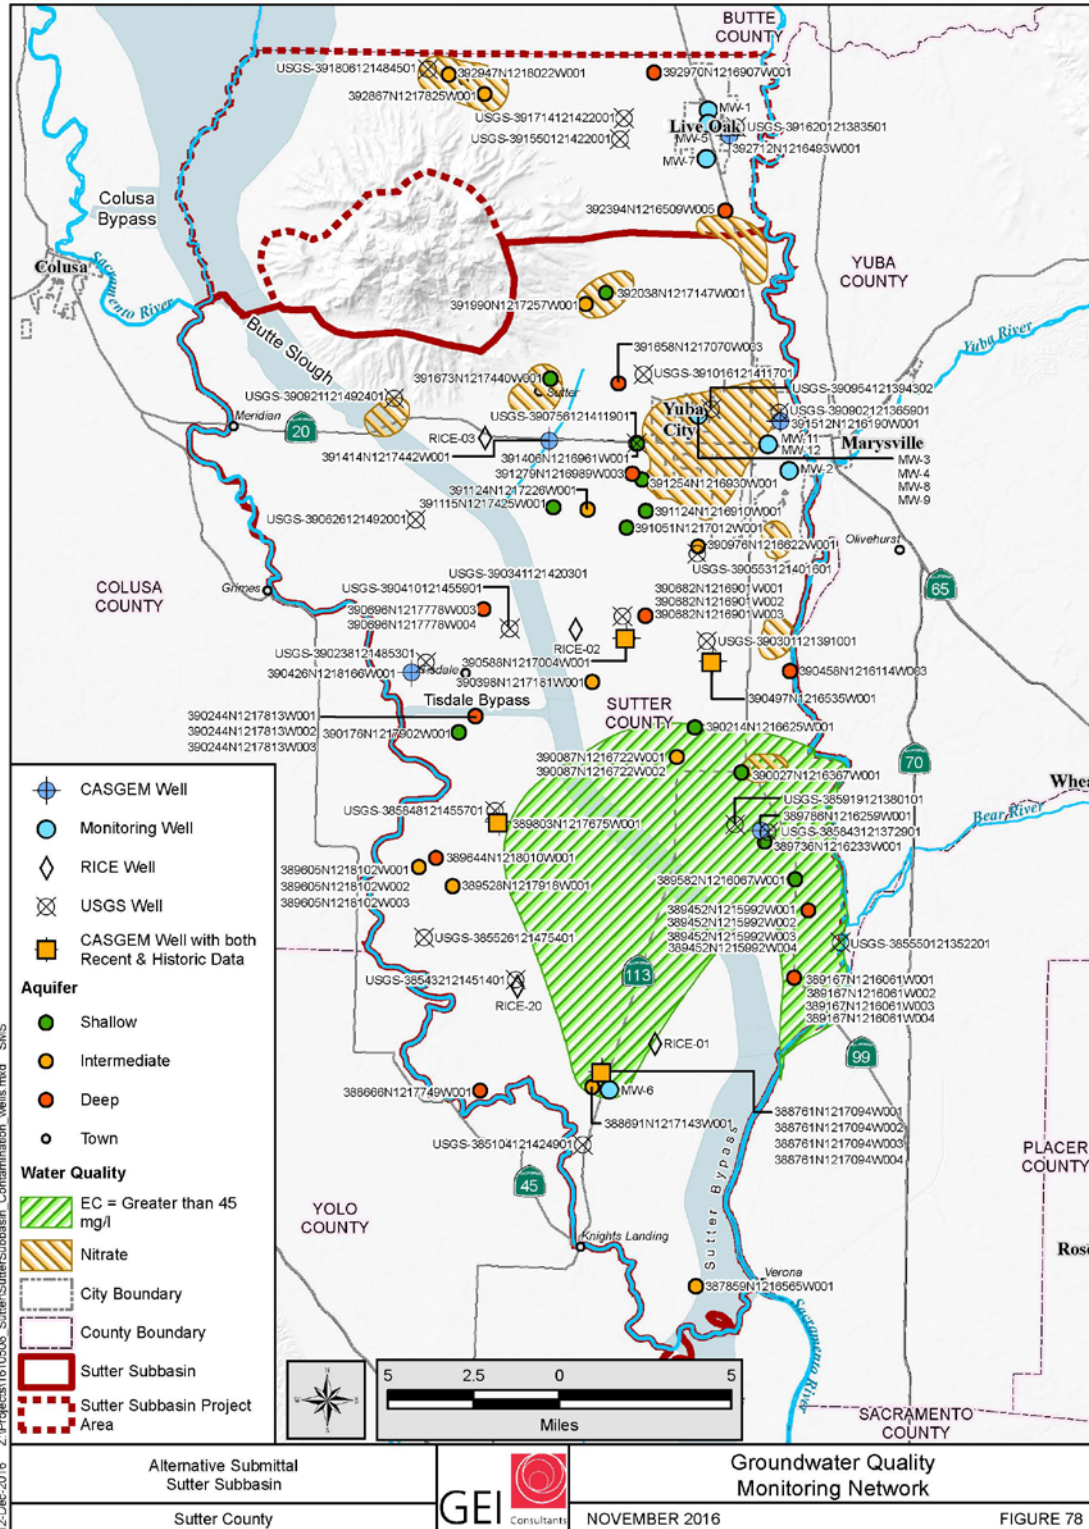 BUTTE
COUNTY
USGS-391806121484501
392947N1218022W001
392970N1216907W001
392867N1217825W001
MW-1
USGS-391714121422001
Live Oak
USGS-391620121383501
MW-5
USGS-391550121422001
392712N1216493W001
MW-7
Colusa
Bypass
392394N1216509W005
Colusa
Sacramento River
YUBA
COUNTY
392038N1217147W001
391990N1217257W001
Butte Slough
Yuba River
391658N1217070W003
USGS-391016121411701
391673N1217440W001
USGS-390954121394302
Sutter
USGS-390921121492401
USGS-390756121411901
Yuba
City
USGS-390902121365901
391512N1216190W001
Meridian
20
RICE-03
MW-11
MW-12
Marysville
391414N1217442W001
391406N1216961W001
MW-3
MW-4
MW-8
MW-9
MW-2
391279N1216989W003
391254N1216930W001
391124N1217226W001
391115N1217425W001
391124N1216910W001
USGS-390626121492001
391051N1217012W001
390976N1216622W001
Olivehurst
USGS-390553121401601
COLUSA
COUNTY
Grimes
USGS-390341121420301
USGS-390410121455901
390682N1216901W001
390682N1216901W002
390682N1216901W003
65
390696N1217778W003
390696N1217778W004
RICE-02
USGS-390301121391001
USGS-390238121485301
390588N1217004W001
390426N1218166W001
Tisdale
390398N1217181W001
390458N1216114W003
390497N1216535W001
Tisdale Bypass
SUTTER
COUNTY
390244N1217813W001
390244N1217813W002
390244N1217813W003
390176N1217902W001
390214N1216625W001
390087N1216722W001
390087N1216722W002
70
390027N1216367W001
USGS-385919121380101
Bear River
USGS-385848121455701
389803N1217675W001
389786N1216259W001
USGS-385843121372901
389736N1216233W001
389644N1218010W001
389605N1218102W001
389605N1218102W002
389605N1218102W003
389528N1217918W001
389582N1216067W001
389452N1215992W001
389452N1215992W002
389452N1215992W003
389452N1215992W004
USGS-385526121475401
USGS-385550121352201
113
USGS-385432121451401
RICE-20
389167N1216061W001
389167N1216061W002
389167N1216061W003
389167N1216061W004
RICE-01
99
388666N1217749W001
MW-6
388691N1217143W001
388761N1217094W001
388761N1217094W002
388761N1217094W003
388761N1217094W004
USGS-385104121424901
Sutter Bypass
PLACER
COUNTY
45
YOLO
COUNTY
Knights Landing
387859N1216565W001
Verona
Sacramento River
SACRAMENTO
COUNTY
CASGEM Well
Monitoring Well
RICE Well
USGS Well
CASGEM Well with both
Recent & Historic Data
Aquifer
Shallow
Intermediate
Deep
Town
Water Quality
EC = Greater than 45
mg/l
Nitrate
City Boundary
County Boundary
Sutter Subbasin
Sutter Subbasin Project
Area
5 2.5 0 5
Miles
Alternative Submittal
Sutter Subbasin
Sutter County
GEI Consultants
Groundwater Quality
Monitoring Network
NOVEMBER 2016
FIGURE 78